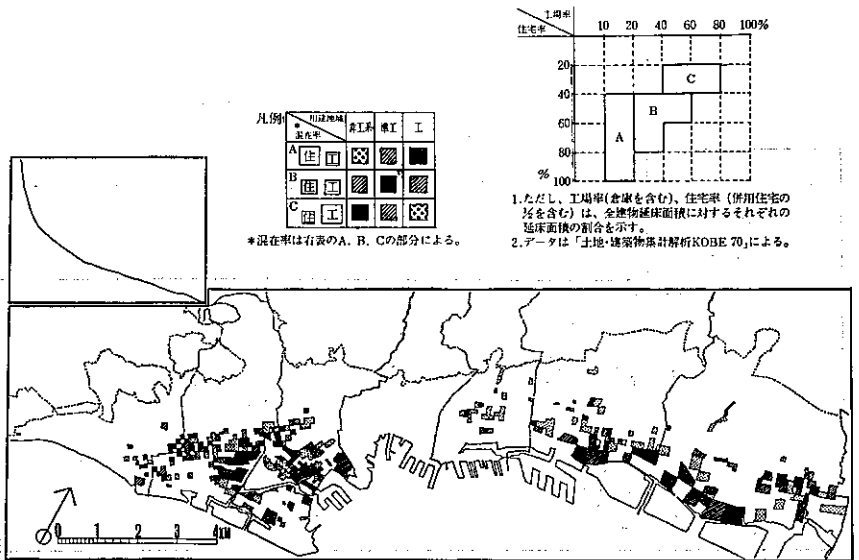 工場率
住宅率
10 20 40 60 80 100%
20
40
60
80
% 100
A
B
C
凡例
用途地域
*混在率
非工系 準工 工
A 住 工
B 住 工
C 住 工
*混在率は右表のA、B、Cの部分による。
1.ただし、工場率(倉庫を含む)、住宅率(併用住宅の
½を含む)は、全建物延床面積に対するそれぞれの
延床面積の割合を示す。
2.データは「土地・建築物集計解析KOBE 70」による。
0 1 2 3 4KM